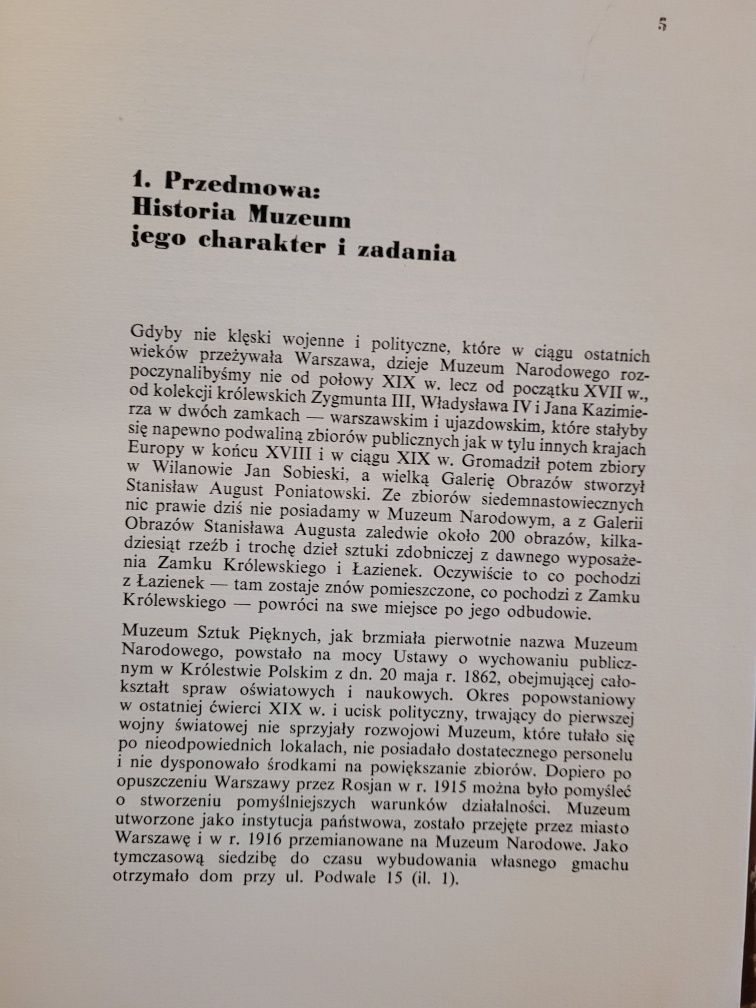 5
1. Przedmowa:
Historia Muzeum
jego charakter i zadania
Gdyby nie klęski wojenne i polityczne, które w ciągu ostatnich
wieków przeżywała Warszawa, dzieje Muzeum Narodowego roz-
poczynalibyśmy nie od połowy XIX w. lecz od początku XVII w.,
od kolekcji królewskich Zygmunta III, Władysława IV i Jana Kazimie-
rza w dwóch zamkach — warszawskim i ujazdowskim, które stałyby
się napewno podwaliną zbiorów publicznych jak w tylu innych krajach
Europy w końcu XVIII i w ciągu XIX w. Gromadził potem zbiory
w Wilanowie Jan Sobieski, a wielką Galerię Obrazów stworzył
Stanisław August Poniatowski. Ze zbiorów siedemnastowiecznych
nic prawie dziś nie posiadamy w Muzeum Narodowym, a z Galerii
Obrazów Stanisława Augusta zaledwie około 200 obrazów, kilka-
dziesiąt rzeźb i trochę dzieł sztuki zdobniczej z dawnego wyposaże-
nia Zamku Królewskiego i Łazienek. Oczywiście to co pochodzi
z Łazienek — tam zostaje znów pomieszczone, co pochodzi z Zamku
Królewskiego — powróci na swe miejsce po jego odbudowie.
Muzeum Sztuk Pięknych, jak brzmiała pierwotnie nazwa Muzeum
Narodowego, powstało na mocy Ustawy o wychowaniu publicz-
nym w Królestwie Polskim z dn. 20 maja r. 1862, obejmującej cało-
kształt spraw oświatowych i naukowych. Okres popowstaniowy
w ostatniej ćwierci XIX w. i ucisk polityczny, trwający do pierwszej
wojny światowej nie sprzyjały rozwojowi Muzeum, które tułało się
po nieodpowiednich lokalach, nie posiadało dostatecznego personelu
i nie dysponowało środkami na powiększanie zbiorów. Dopiero po
opuszczeniu Warszawy przez Rosjan w r. 1915 można było pomyśleć
o stworzeniu pomyślniejszych warunków działalności. Muzeum
utworzone jako instytucja państwowa, zostało przejęte przez miasto
Warszawę i w r. 1916 przemianowane na Muzeum Narodowe. Jako
tymczasową siedzibę do czasu wybudowania własnego gmachu
otrzymało dom przy ul. Podwale 15 (il. 1).